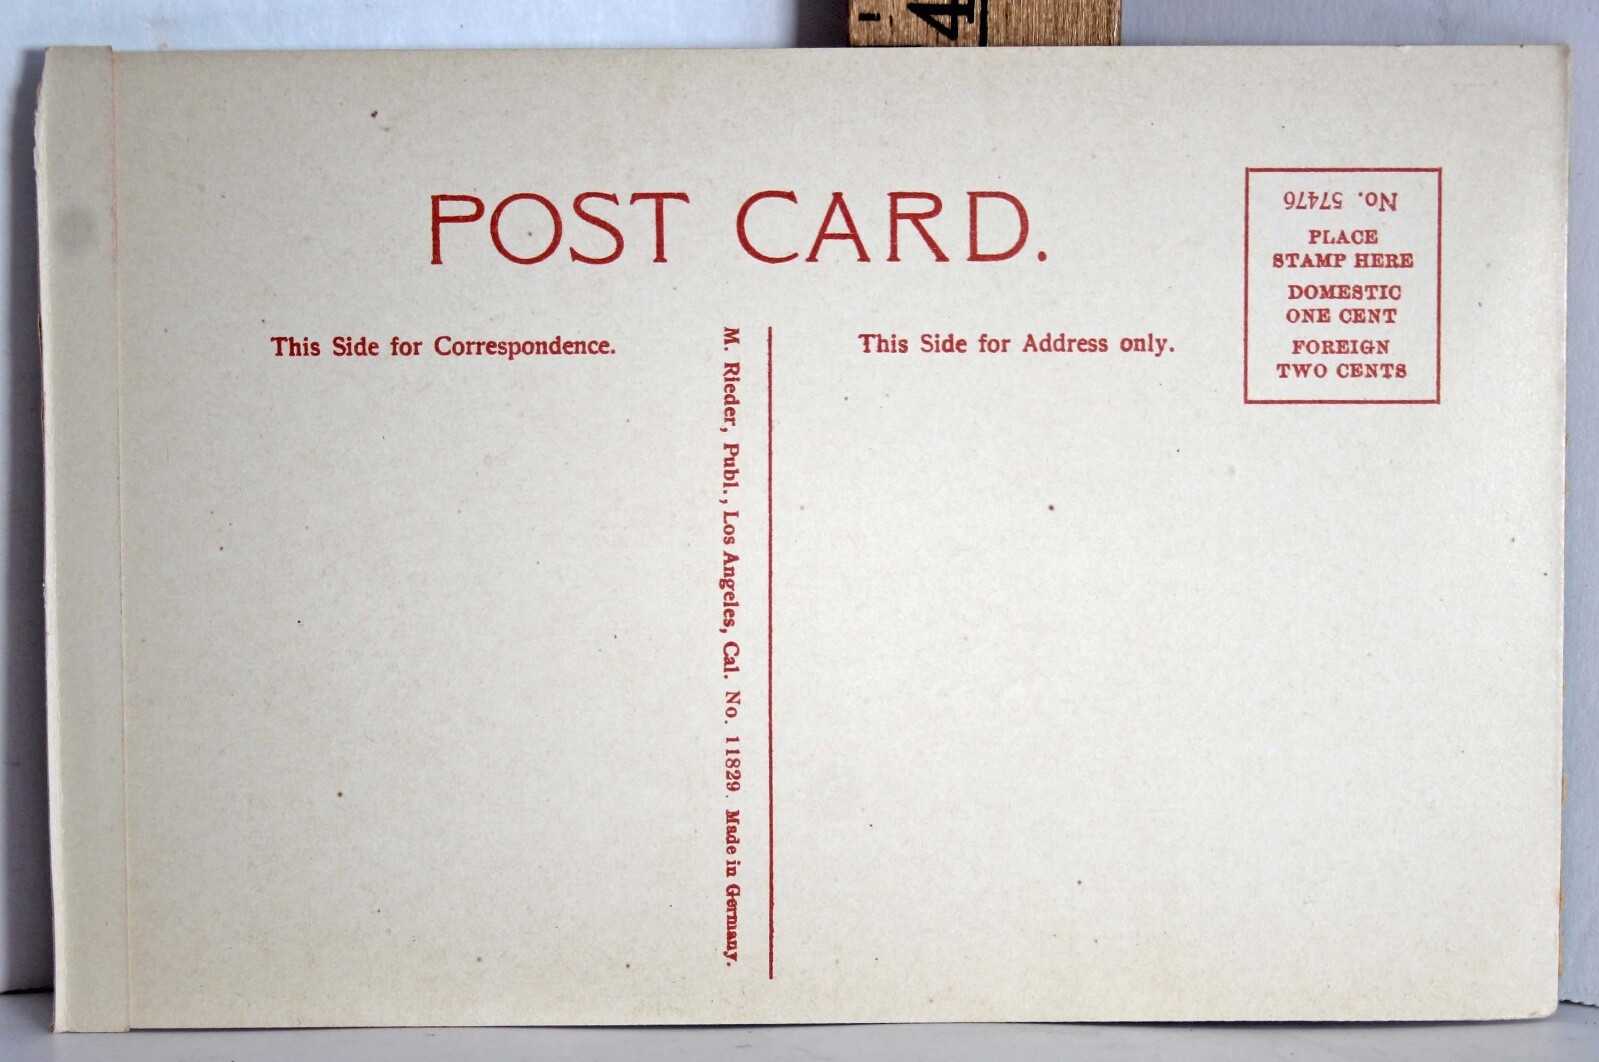 4
POST CARD.
No. 57476
PLACE
STAMP HERE
DOMESTIC
ONE CENT
FOREIGN
TWO CENTS
This Side for Correspondence.
This Side for Address only.
M. Rieder, Publ., Los Angeles, Cal. No. 11829. Made in Germany.